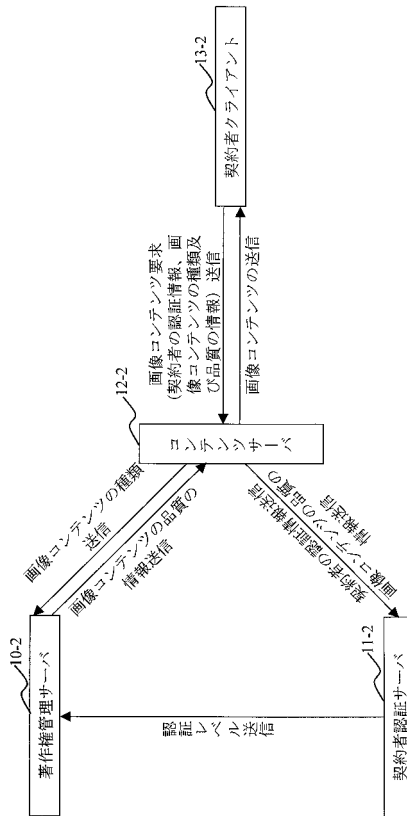 著作権管理サーバ
10-2
画像コンテンツの種類
送信
画像コンテンツの品質の
情報送信
認証レベル送信
契約者認証サーバ
11-2
契約者の認証情報送信
画像コンテンツの品質の
情報送信
コンテンツサーバ
12-2
画像コンテンツ要求
(契約者の認証情報、画
像コンテンツの種類及
び品質の情報) 送信
画像コンテンツの送信
契約者クライアント
13-2